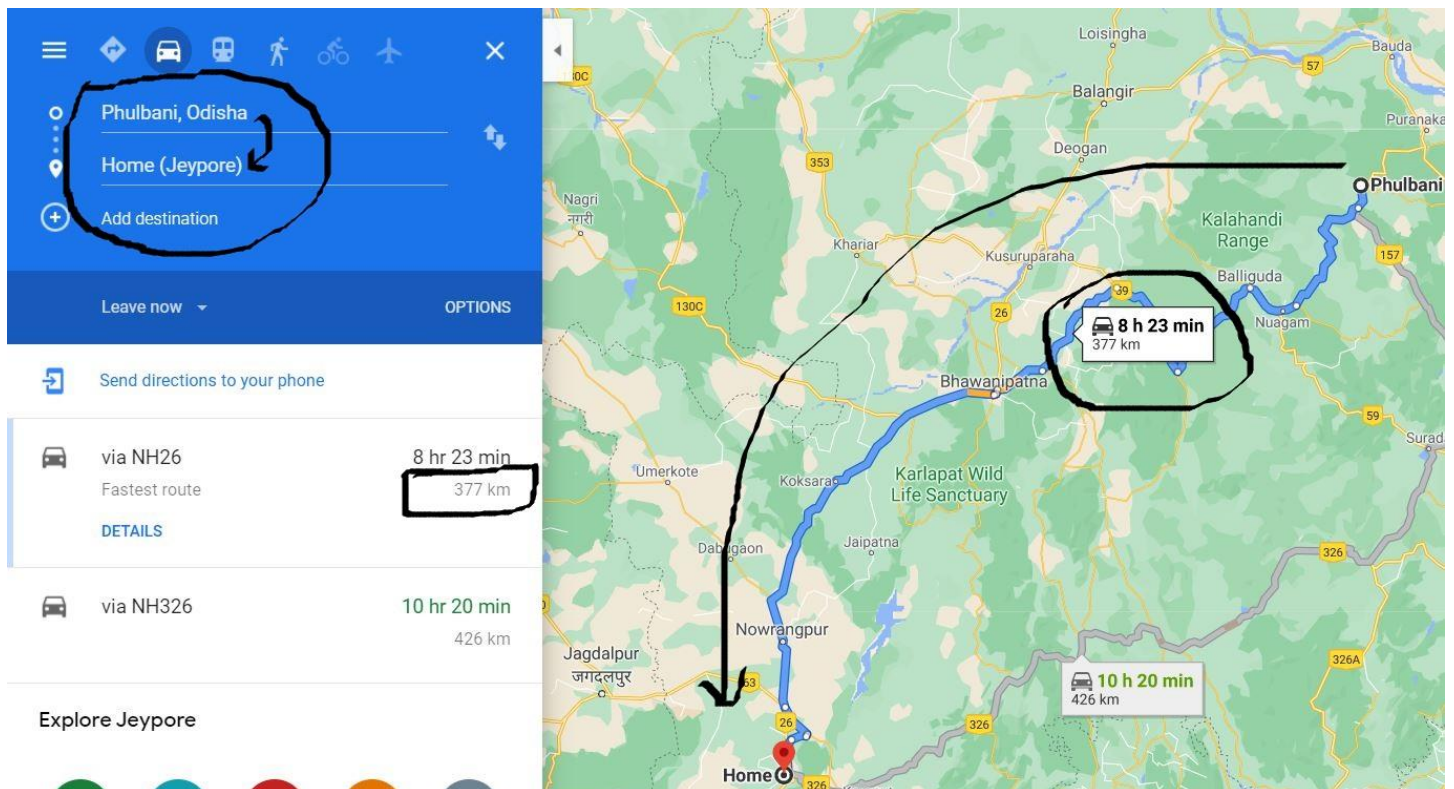 Phulbani, Odisha
Home (Jeypore)
Add destination
Leave now
OPTIONS
Send directions to your phone
via NH26
8 hr 23 min
Fastest route
377 km
DETAILS
via NH326
10 hr 20 min
426 km
Explore Jeypore
Loisingha
Bauda
57
Balangir
Puranaka
Deogan
353
Phulbani
Nagri
नगरी
Kalahandi
Range
Khariar
Kusuruparaha
157
Balliguda
59
130C
26
8 h 23 min
377 km
Nuagam
Bhawanipatna
59
Surad
Umerkote
Koksara
Karlapat Wild
Life Sanctuary
Dabugaon
Jaipatna
326
Nowrangpur
Jagdalpur
जगदलपुर
326A
63
10 h 20 min
426 km
26
326
Home
326